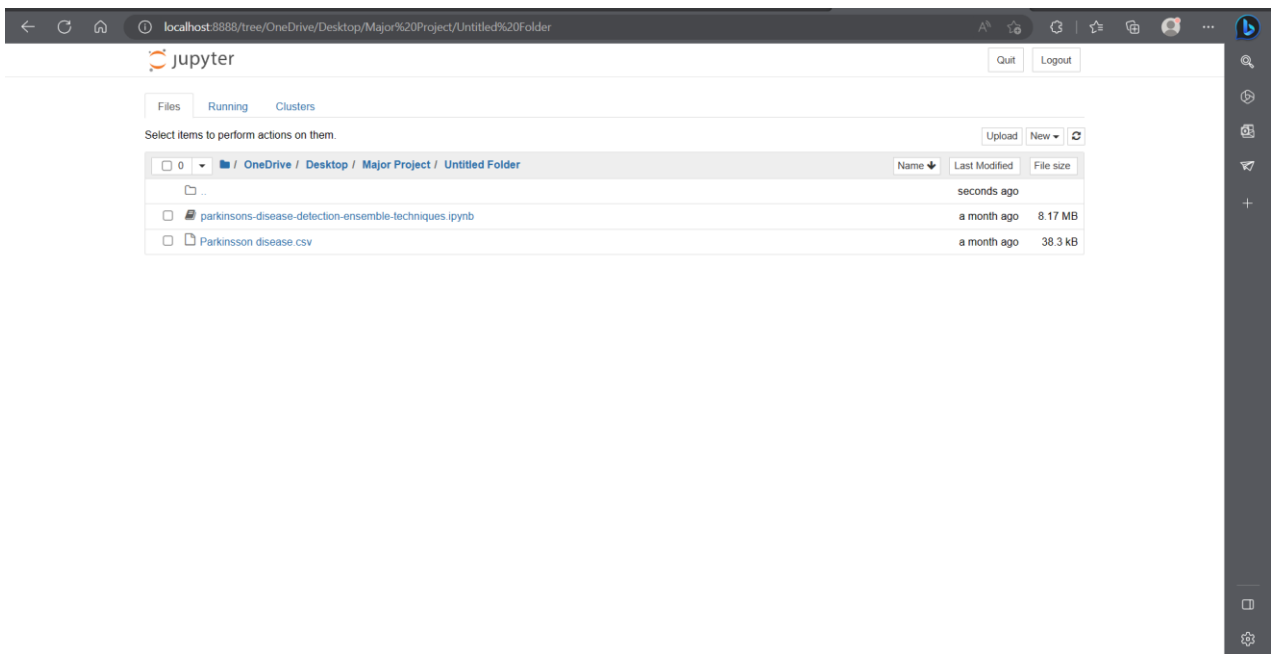 localhost:8888/tree/OneDrive/Desktop/Major%20Project/Untitled%20Folder
jupyter
Quit Logout
Files Running Clusters
Select items to perform actions on them.
Upload New
0 / OneDrive / Desktop / Major Project / Untitled Folder Name Last Modified File size
.. seconds ago
parkinsons-disease-detection-ensemble-techniques.ipynb a month ago 8.17 MB
Parkinsson disease.csv a month ago 38.3 kB